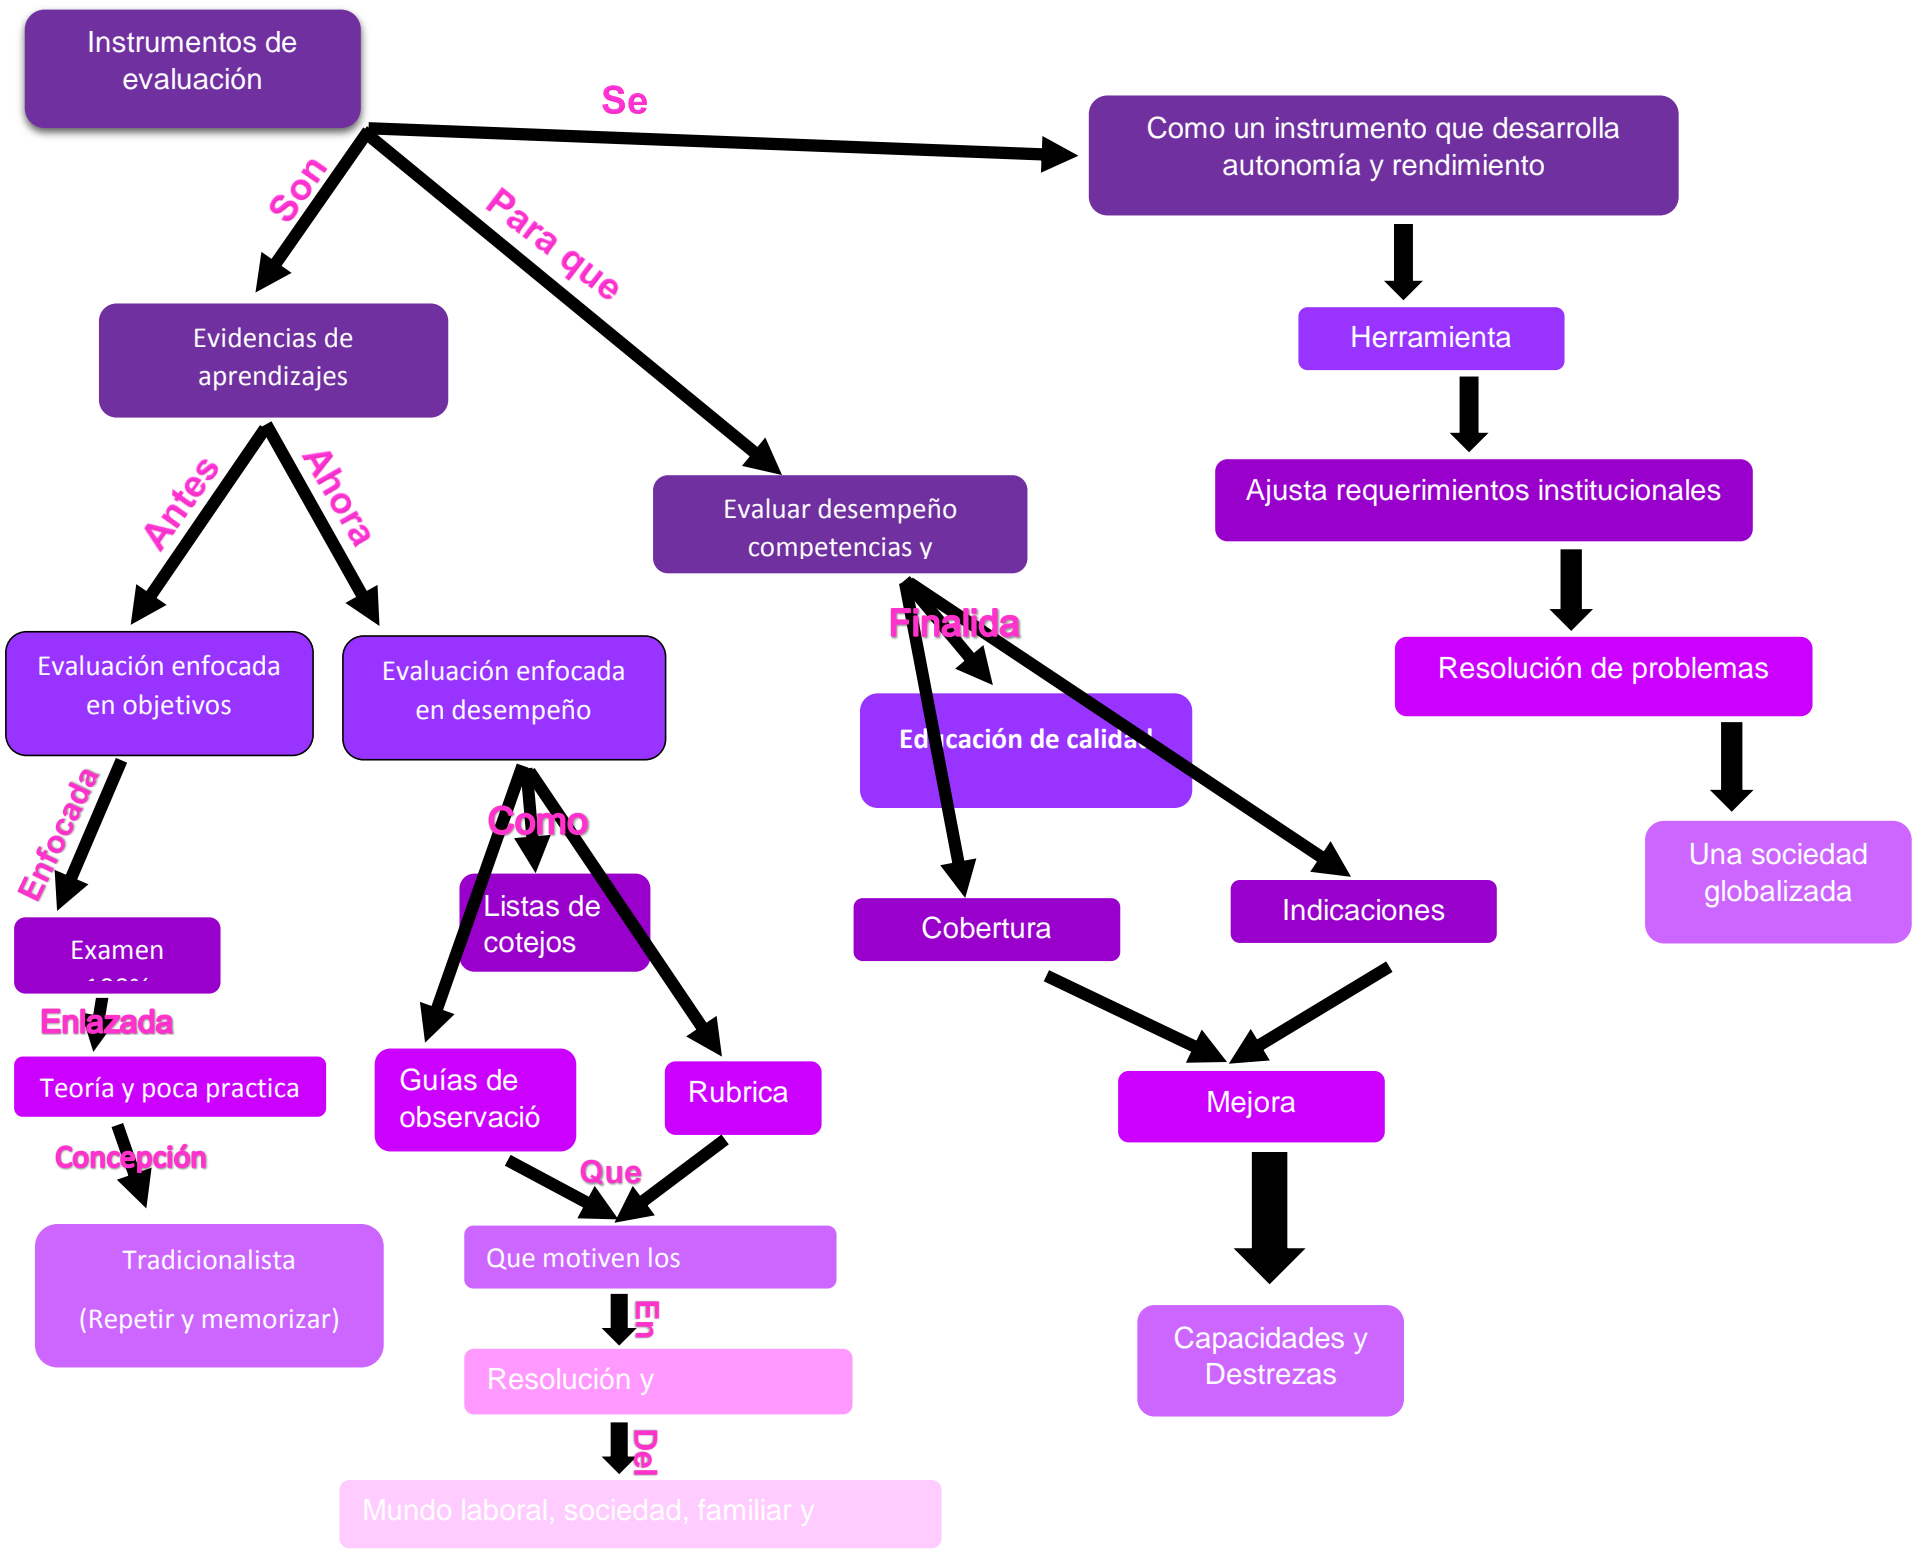 Instrumentos de
evaluación
Se
Como un instrumento que desarrolla
autonomía y rendimiento
Son
Para que
Herramienta
Evidencias de
aprendizajes
Antes
Ahora
Ajusta requerimientos institucionales
Evaluar desempeño
competencias y
Finalida
Evaluación enfocada
en objetivos
Evaluación enfocada
en desempeño
Resolución de problemas
Educación de calidad
Enfocada
Como
Una sociedad
globalizada
Listas de
cotejos
Cobertura
Indicaciones
Examen
Enlazada
Teoría y poca practica
Guías de
observació
Rubrica
Mejora
Concepción
Que
Tradicionalista
(Repetir y memorizar)
Que motiven los
En
Capacidades y
Destrezas
Resolución y
Del
Mundo laboral, sociedad, familiar y